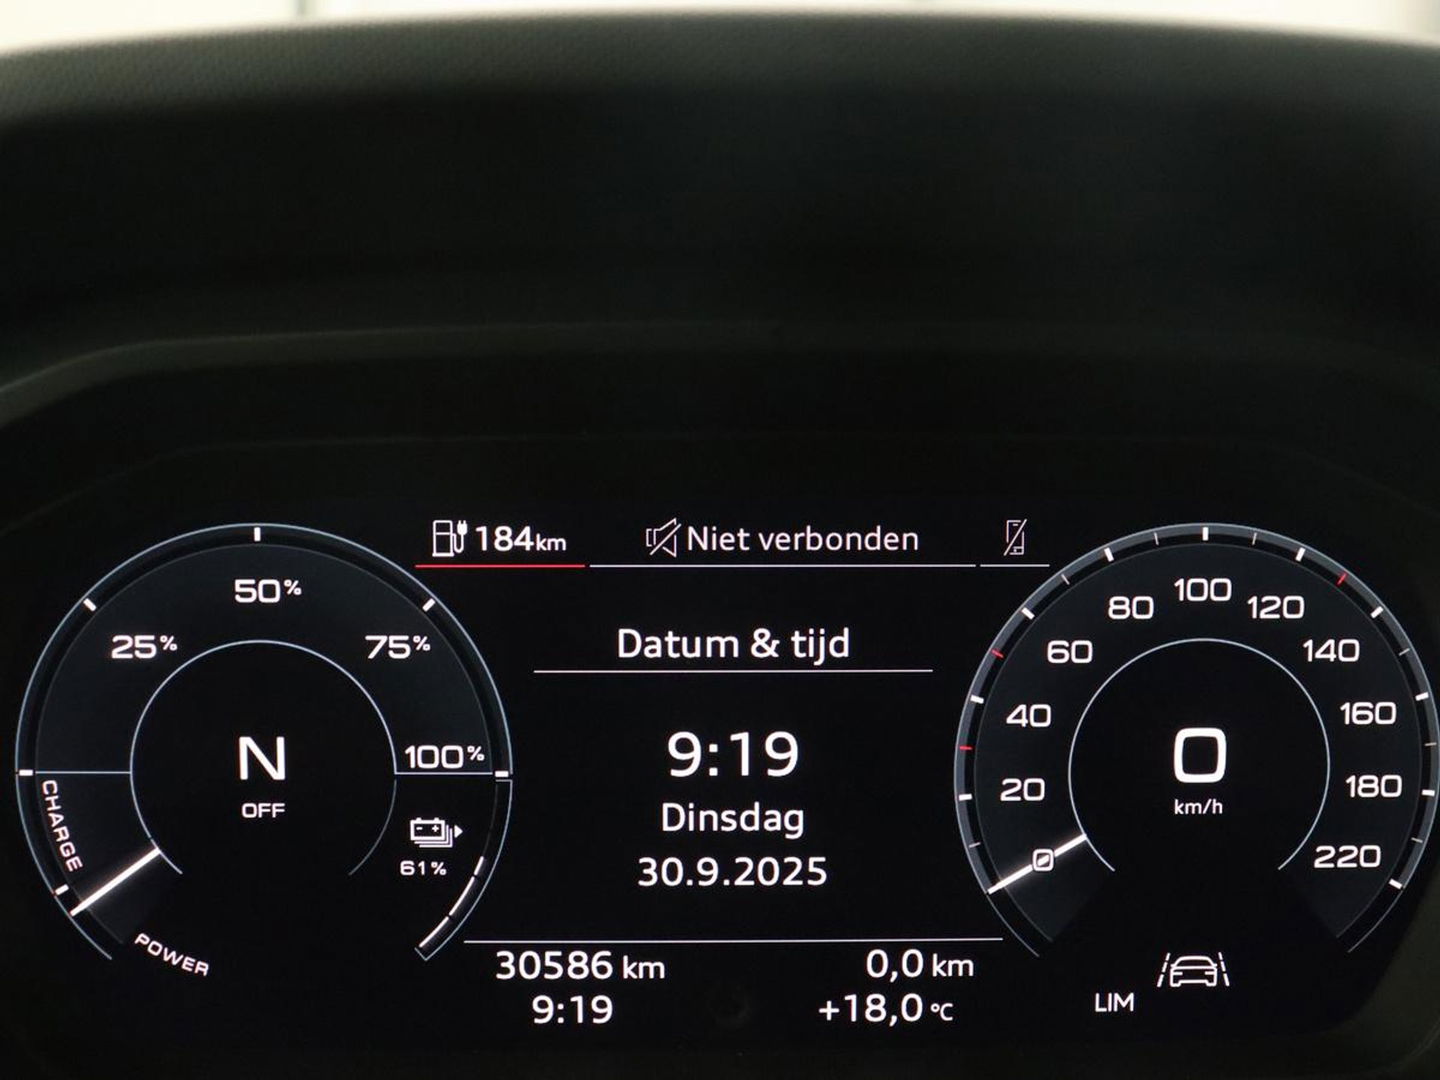 184km
Niet verbonden
50%
25%
75%
100%
N
OFF
CHARGE
POWER
61%
Datum & tijd
9:19
Dinsdag
30.9.2025
30586 km
0,0 km
9:19
+18,0 °C
100
80
120
60
140
40
160
20
180
0
220
0
km/h
LIM